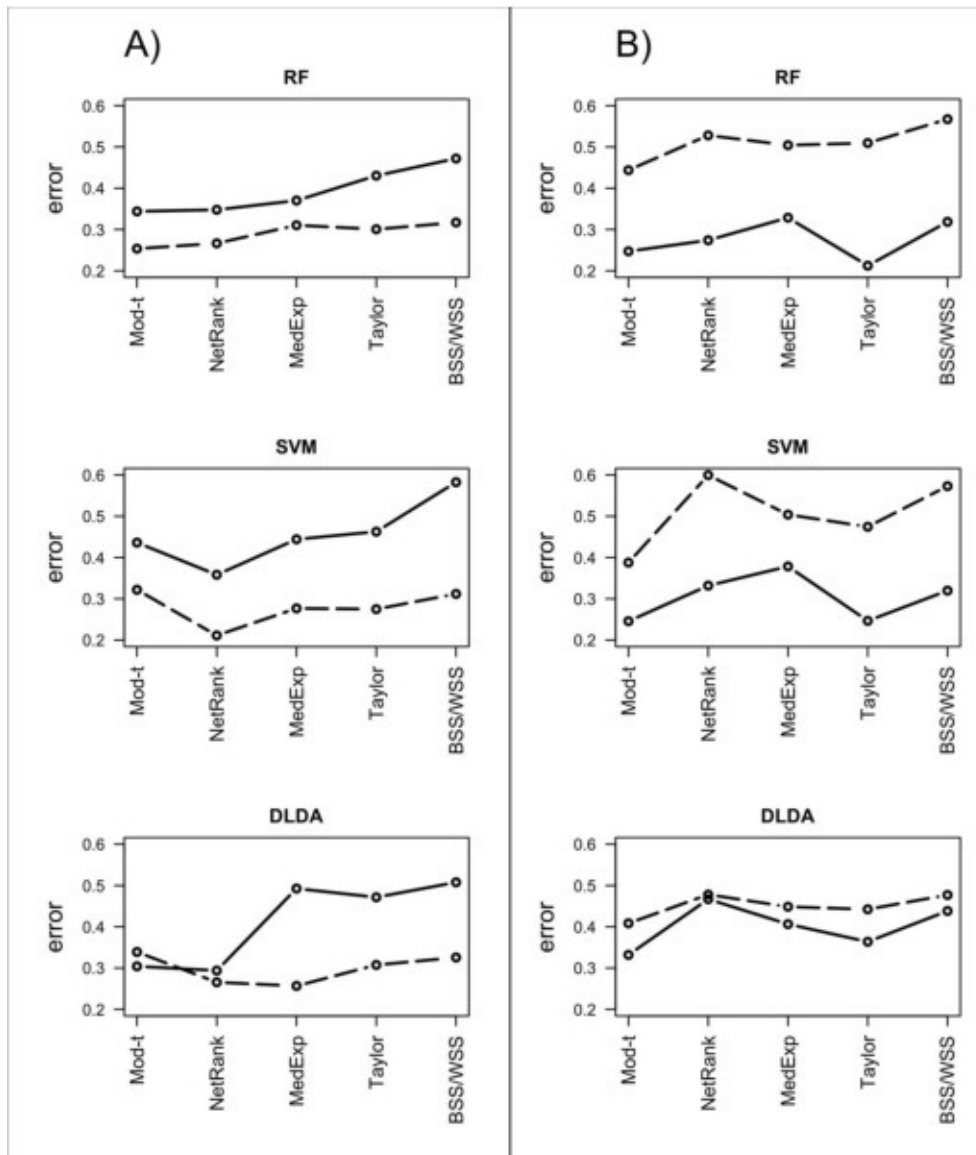 A)
RF
0.6
0.5
0.4
0.3
0.2
error
Mod-t
NetRank
MedExp
Taylor
BSS/WSS
SVM
0.6
0.5
0.4
0.3
0.2
error
Mod-t
NetRank
MedExp
Taylor
BSS/WSS
DLDA
0.6
0.5
0.4
0.3
0.2
error
Mod-t
NetRank
MedExp
Taylor
BSS/WSS
B)
RF
0.6
0.5
0.4
0.3
0.2
error
Mod-t
NetRank
MedExp
Taylor
BSS/WSS
SVM
0.6
0.5
0.4
0.3
0.2
error
Mod-t
NetRank
MedExp
Taylor
BSS/WSS
DLDA
0.6
0.5
0.4
0.3
0.2
error
Mod-t
NetRank
MedExp
Taylor
BSS/WSS